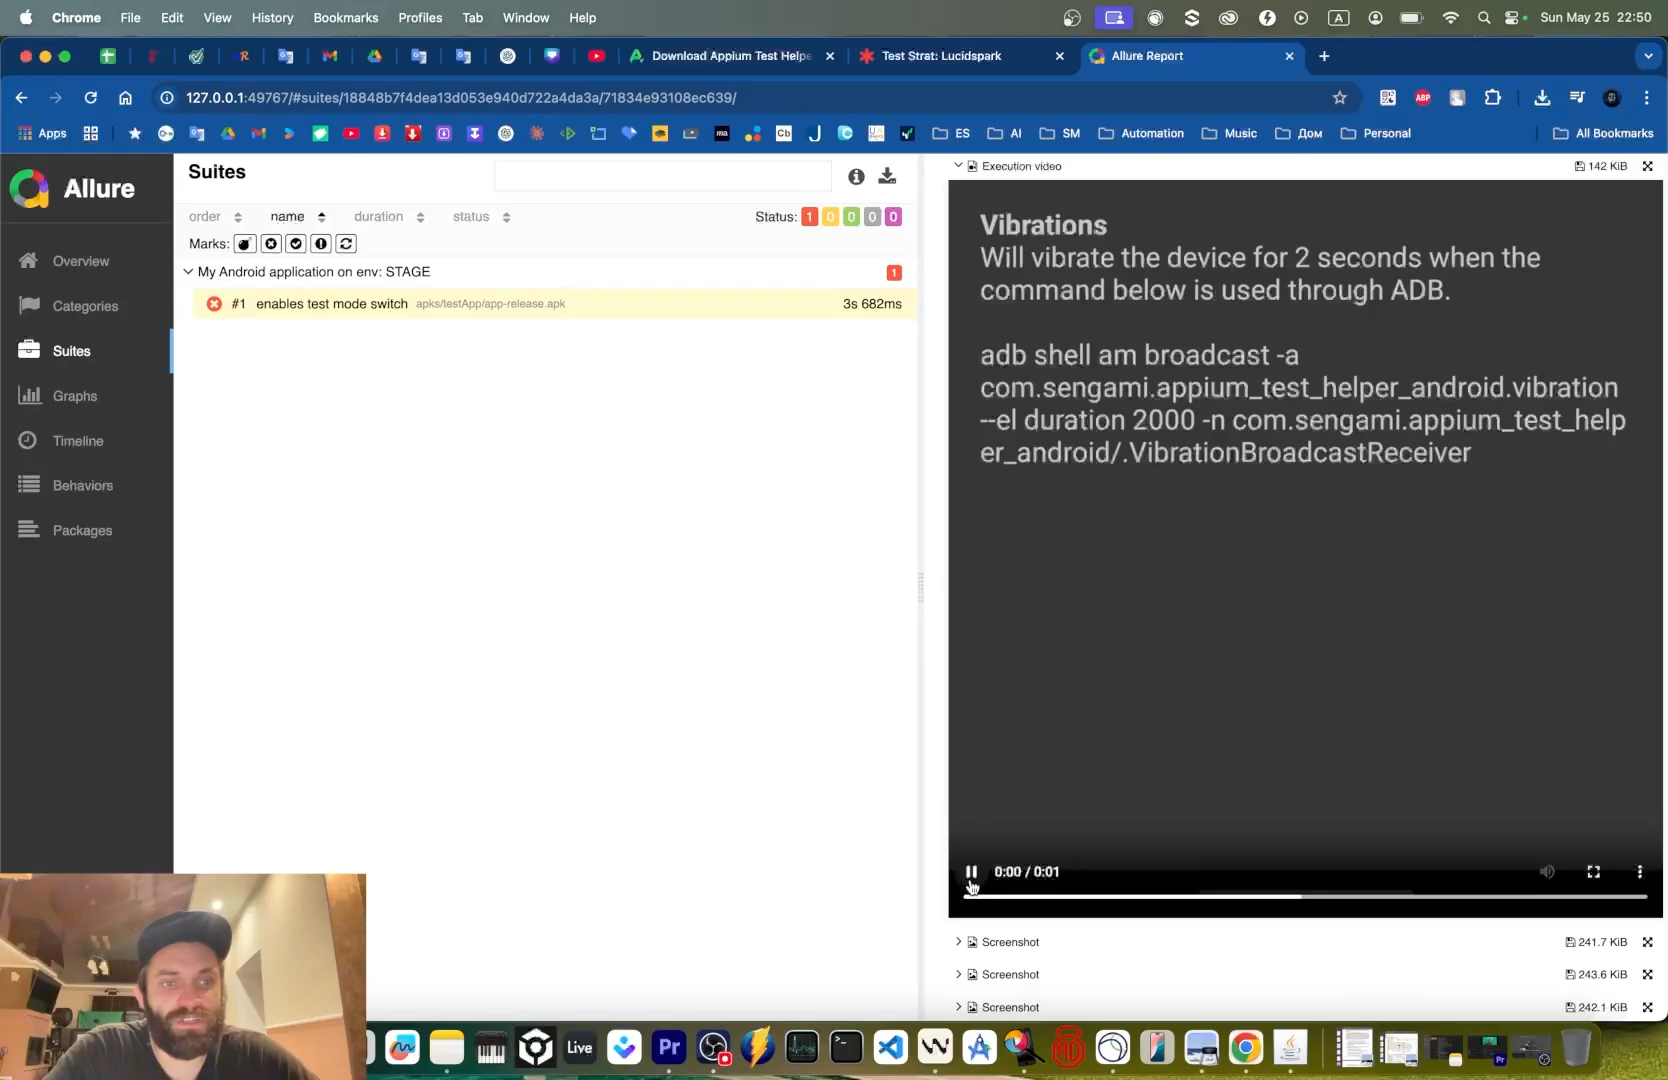 Chrome File Edit View History Bookmarks Profiles Tab Window Help
A
Sun May 25 22:50
Download Appium Test Helpe
Test Strat: Lucidspark
Allure Report
127.0.0.1:49767/#suites/18848b7f4dea13d053e940d722a4da3a/71834e93108ec639/
ABP
Apps
ma
Cb
ES
AI
SM
Automation
Music
Дом
Personal
All Bookmarks
Allure
Overview
Categories
Suites
Graphs
Timeline
Behaviors
Packages
Suites
order name duration status
Status: 1 0 0 0 0
Marks:
My Android application on env: STAGE
1
#1 enables test mode switch apks/testApp/app-release.apk 3s 682ms
Execution video
142 KiB
Vibrations
Will vibrate the device for 2 seconds when the
command below is used through ADB.
adb shell am broadcast -a
com.sengami.appium_test_helper_android.vibration
--el duration 2000 -n com.sengami.appium_test_help
er_android/.VibrationBroadcastReceiver
0:00 / 0:01
Screenshot 241.7 KiB
Screenshot 243.6 KiB
Screenshot 242.1 KiB
Live
Pr